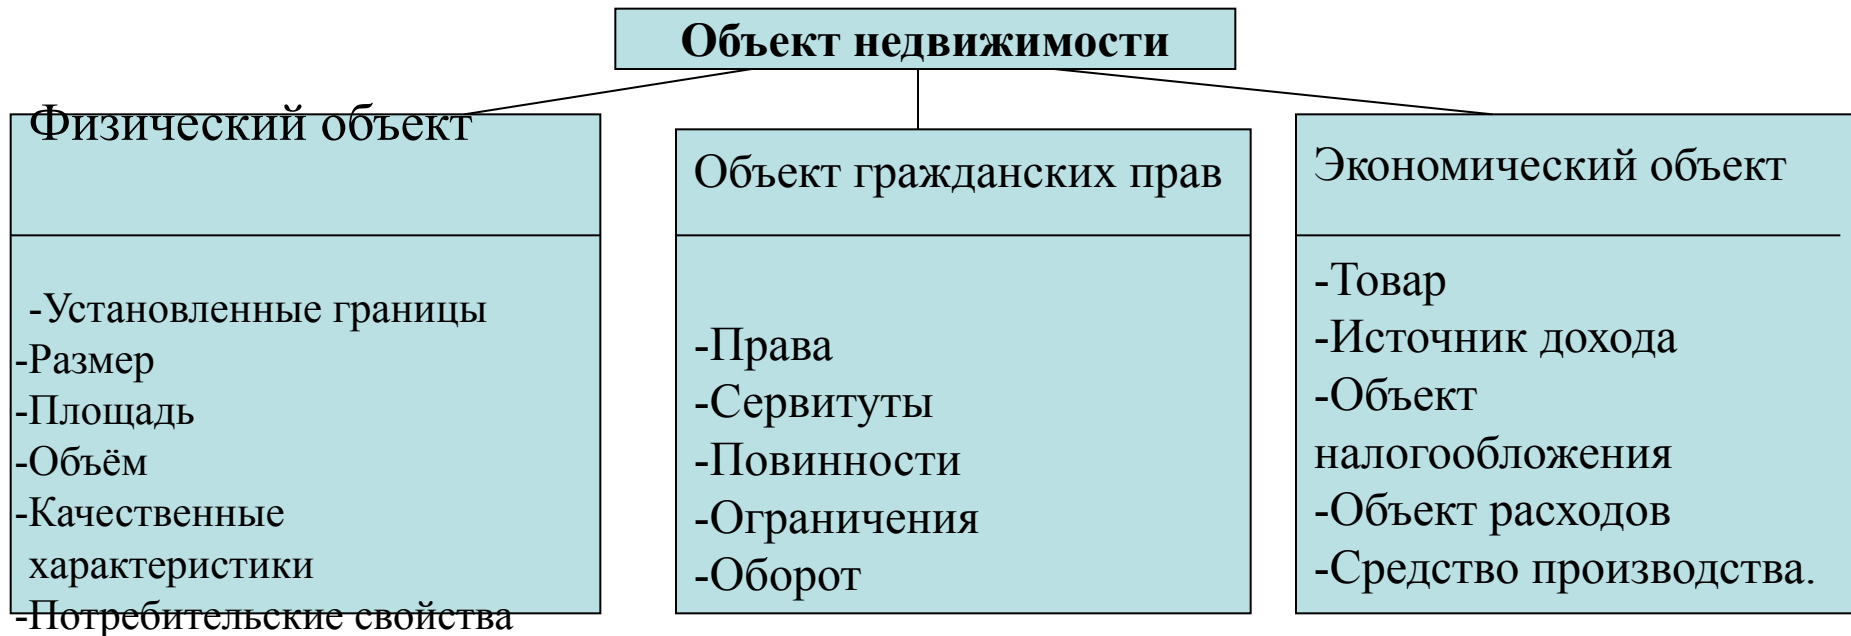 Объект недвижимости
Физический объект
-Установленные границы
-Размер
-Площадь
-Объём
-Качественные
характеристики
-Потребительские свойства
Объект гражданских прав
-Права
-Сервитуты
-Повинности
-Ограничения
-Оборот
Экономический объект
-Товар
-Источник дохода
-Объект
налогообложения
-Объект расходов
-Средство производства.